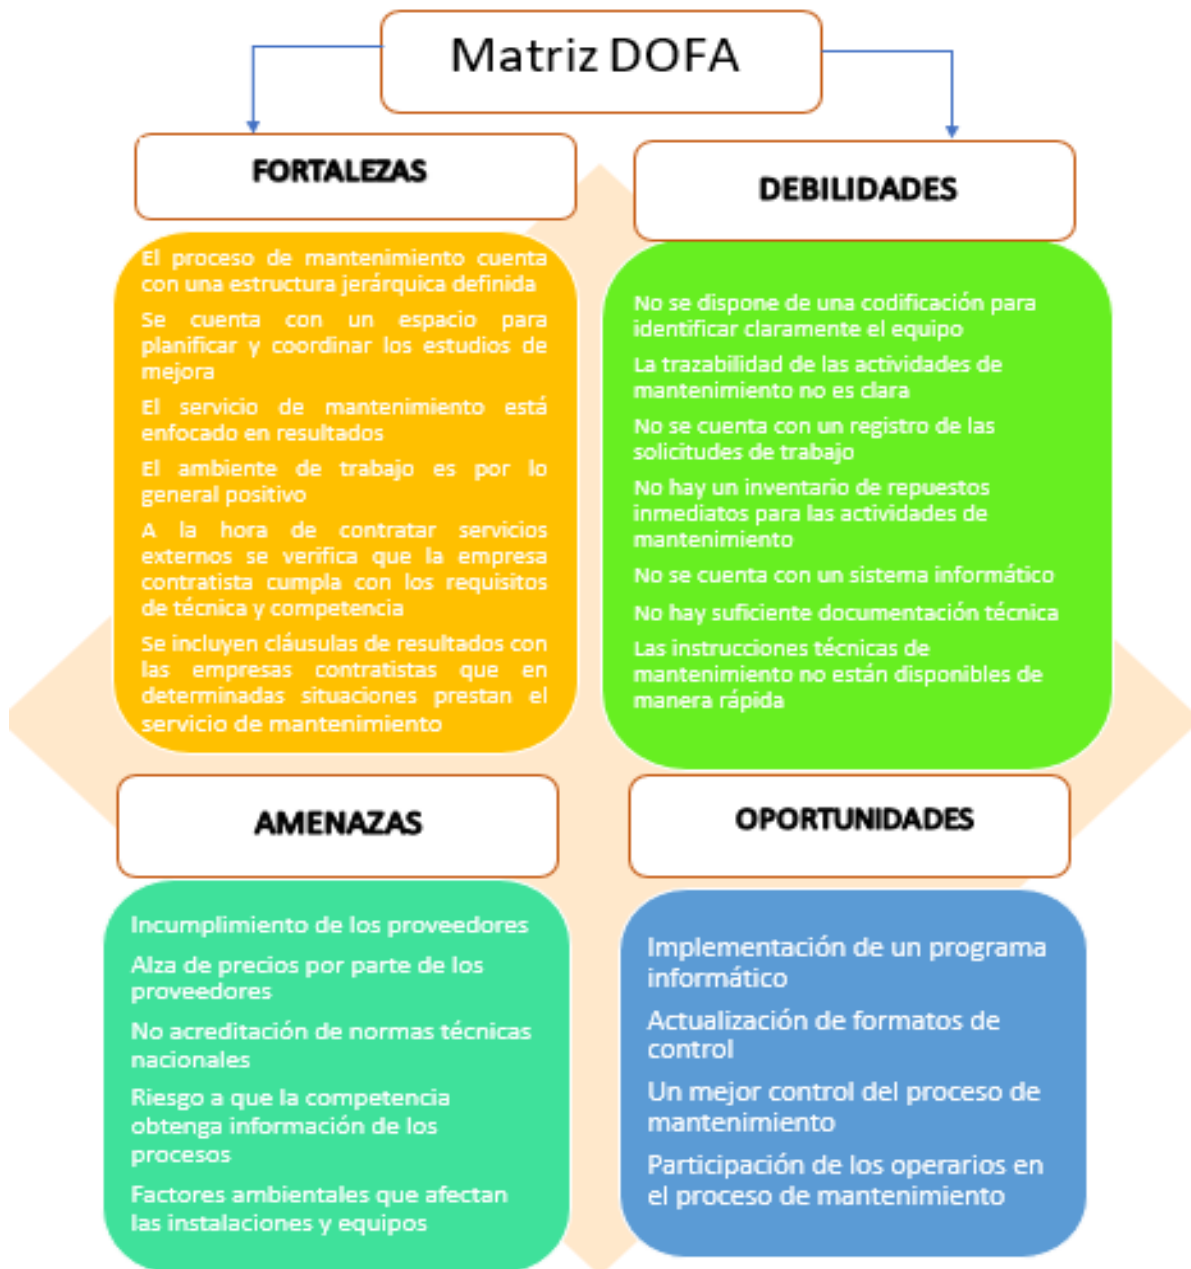 Matriz DOFA
FORTALEZAS
El proceso de mantenimiento cuenta
con una estructura jerárquica definida
Se cuenta con un espacio para
planificar y coordinar los estudios de
mejora
El servicio de mantenimiento está
enfocado en resultados
El ambiente de trabajo es por lo
general positivo
A la hora de contratar servicios
externos se verifica que la empresa
contratista cumpla con los requisitos
de técnica y competencia
Se incluyen cláusulas de resultados con
las empresas contratistas que en
determinadas situaciones prestan el
servicio de mantenimiento
DEBILIDADES
No se dispone de una codificación para
identificar claramente el equipo
La trazabilidad de las actividades de
mantenimiento no es clara
No se cuenta con un registro de las
solicitudes de trabajo
No hay un inventario de repuestos
inmediatos para las actividades de
mantenimiento
No se cuenta con un sistema informático
No hay suficiente documentación técnica
Las instrucciones técnicas de
mantenimiento no están disponibles de
manera rápida
AMENAZAS
Incumplimiento de los proveedores
Alza de precios por parte de los
proveedores
No acreditación de normas técnicas
nacionales
Riesgo a que la competencia
obtenga información de los
procesos
Factores ambientales que afectan
las instalaciones y equipos
OPORTUNIDADES
Implementación de un programa
informático
Actualización de formatos de
control
Un mejor control del proceso de
mantenimiento
Participación de los operarios en
el proceso de mantenimiento